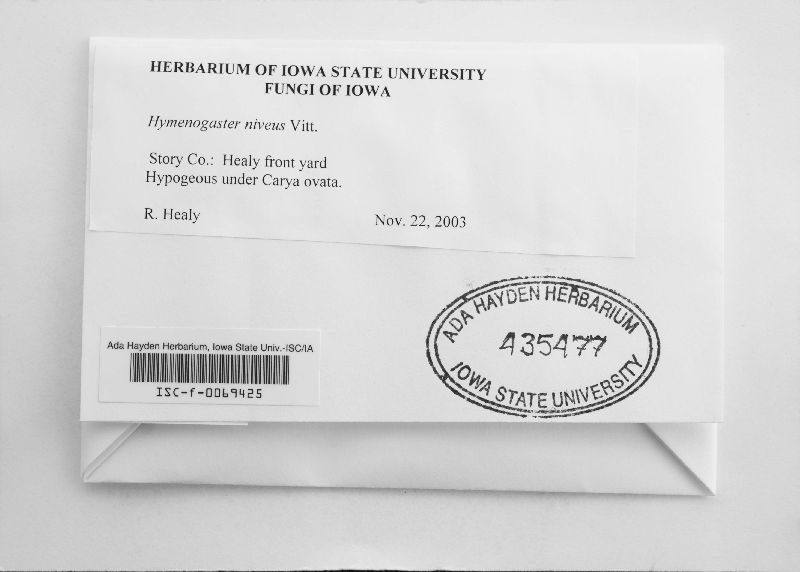 HERBARIUM OF IOWA STATE UNIVERSITY
FUNGI OF IOWA
Hymenogaster niveus Vitt.
Story Co.: Healy front yard
Hypogeous under Carya ovata.
R. Healy Nov. 22, 2003
ADA HAYDEN HERBARIUM
435477
IOWA STATE UNIVERSITY
Ada Hayden Herbarium, Iowa State Univ.-ISC/IA
ISC-f-0069425